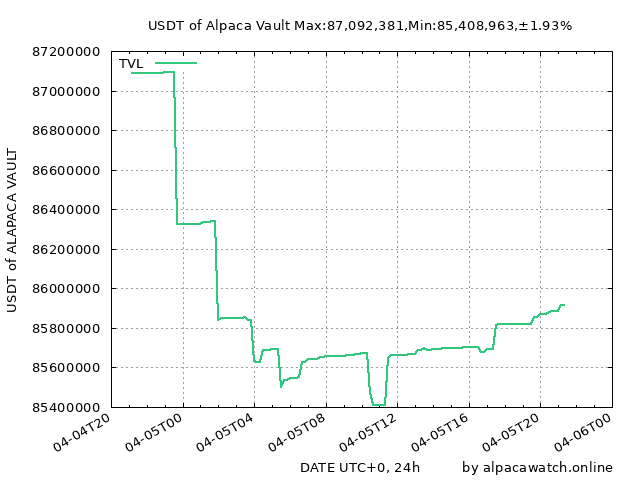 USDT of Alpaca Vault Max:87,092,381,Min:85,408,963,±1.93%
TVL
87200000
87000000
86800000
86600000
86400000
86200000
86000000
85800000
85600000
85400000
USDT of ALAPACA VAULT
04-04T20
04-05T00
04-05T04
04-05T08
04-05T12
04-05T16
04-05T20
04-06T00
DATE UTC+0, 24h
by alpacawatch.online